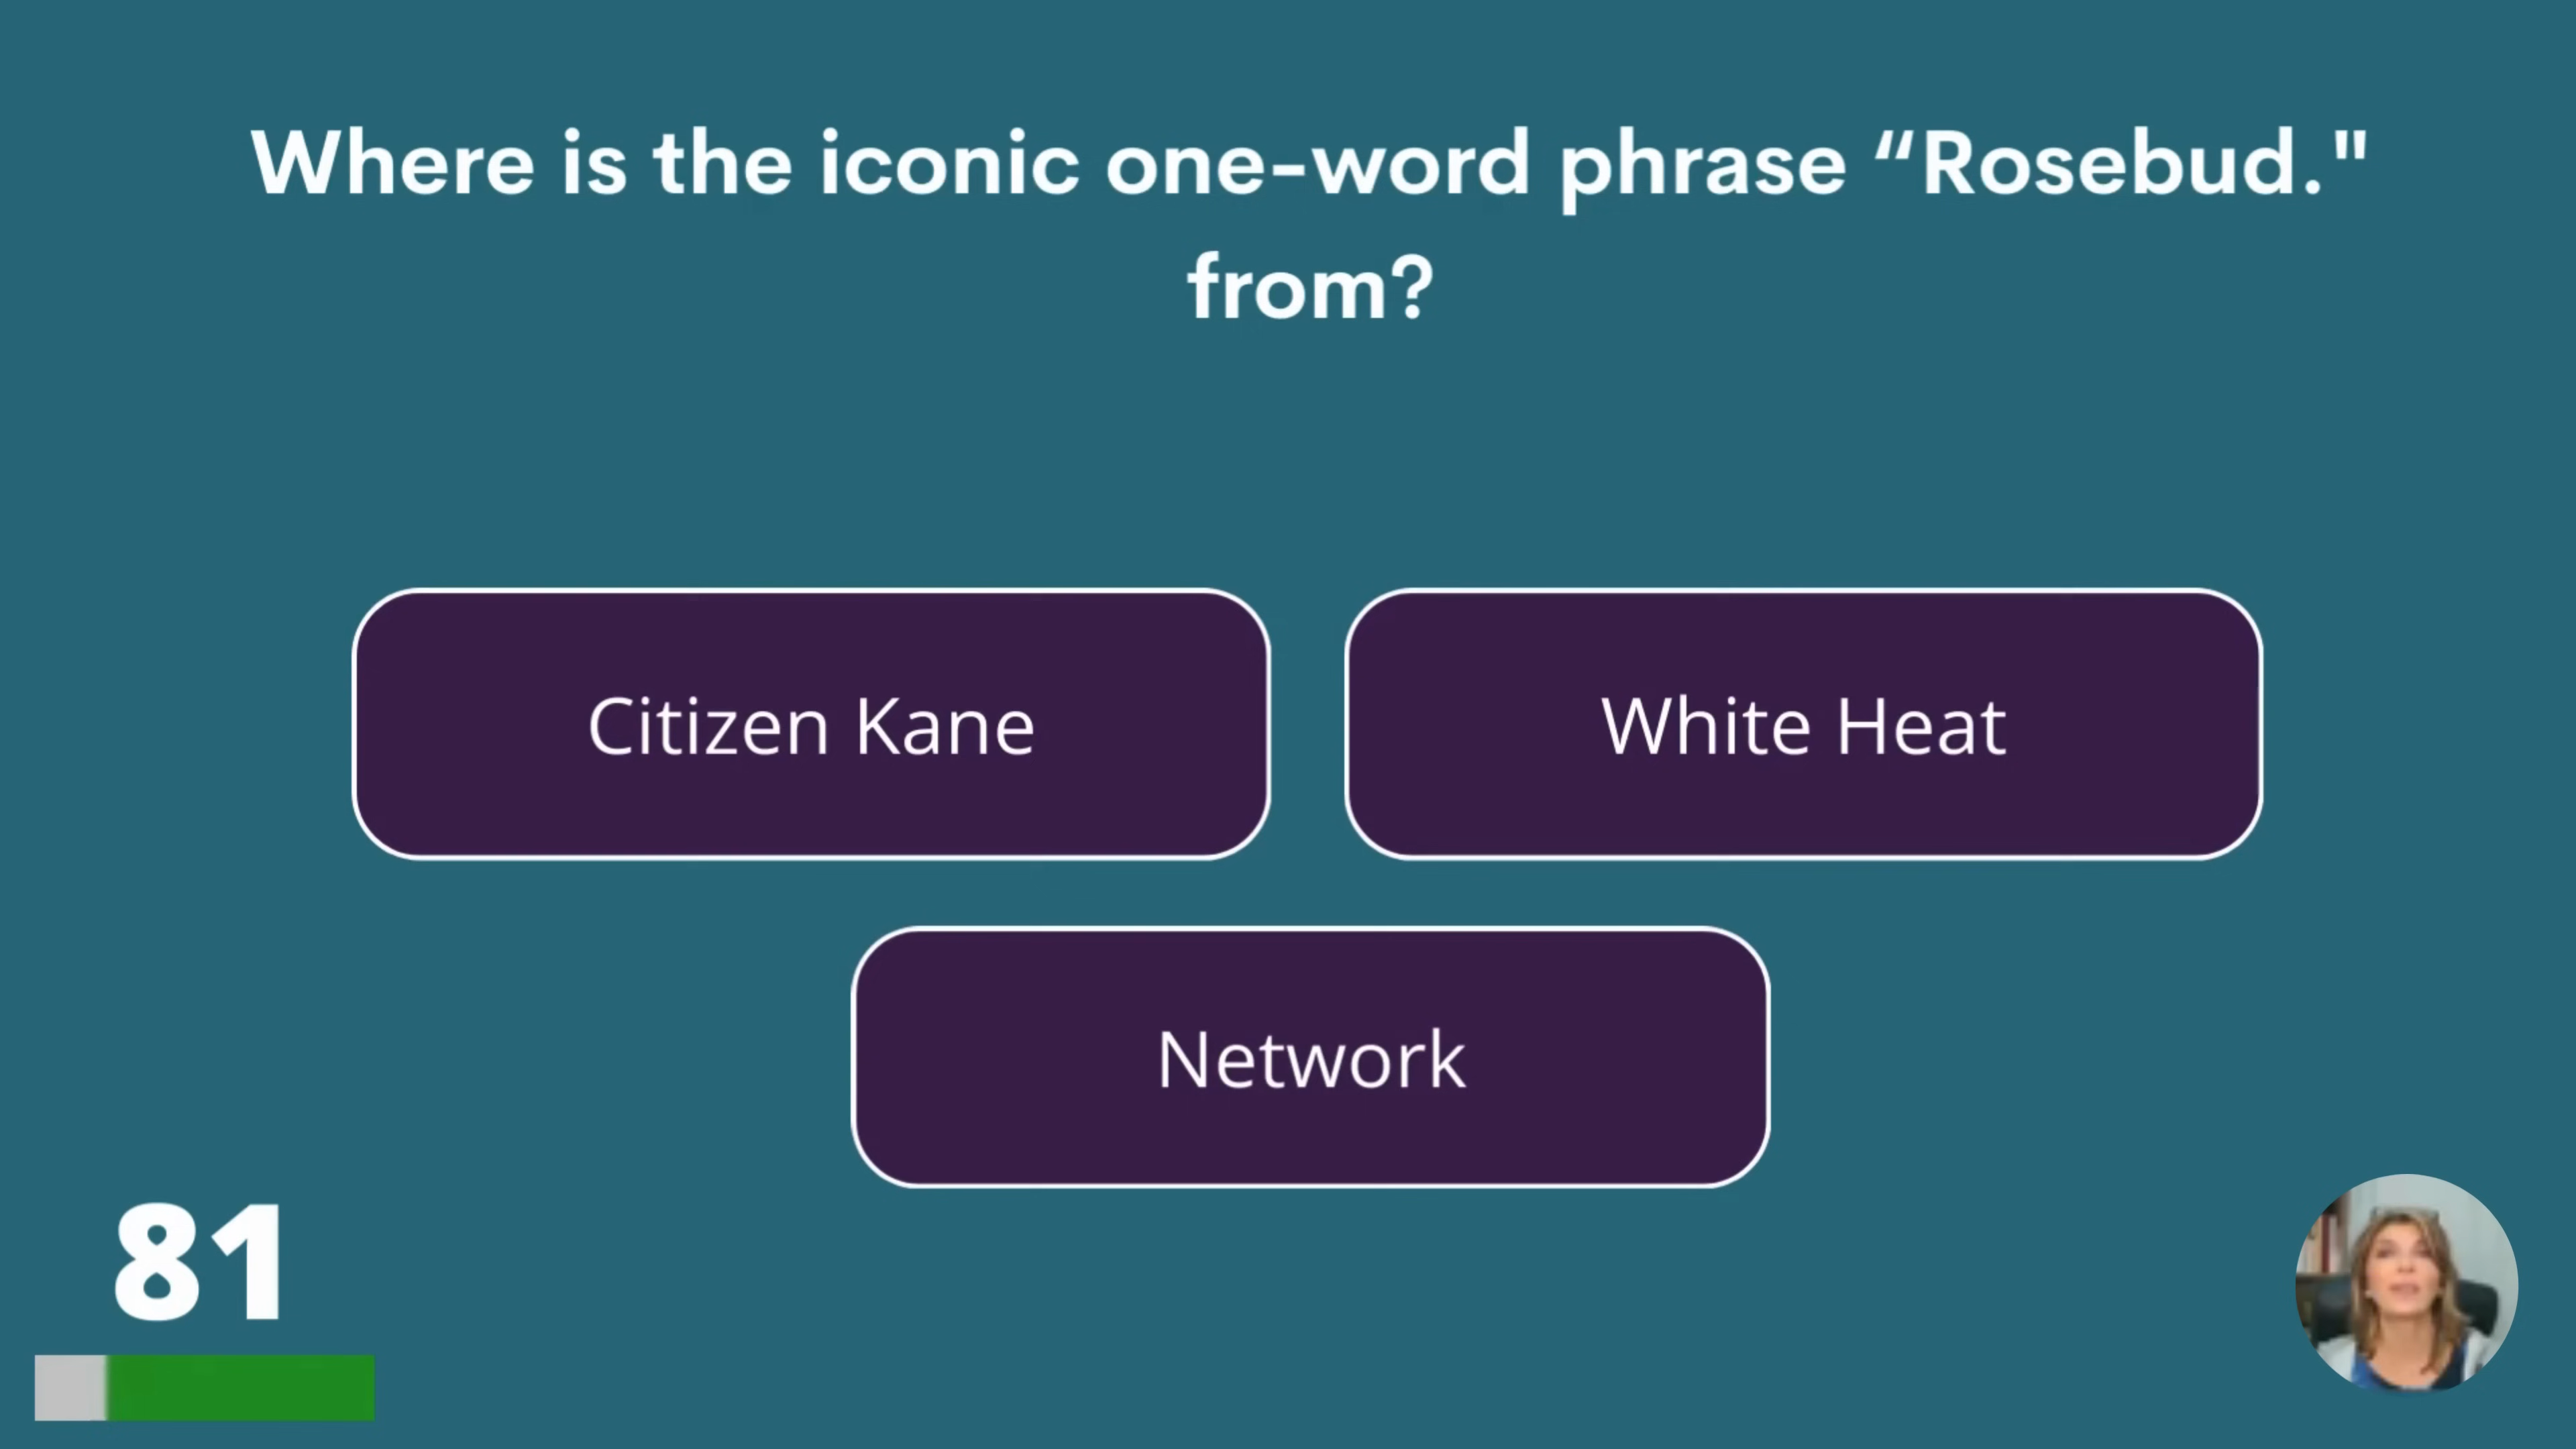 Where is the iconic one-word phrase “Rosebud."
from?
Citizen Kane
White Heat
Network
81